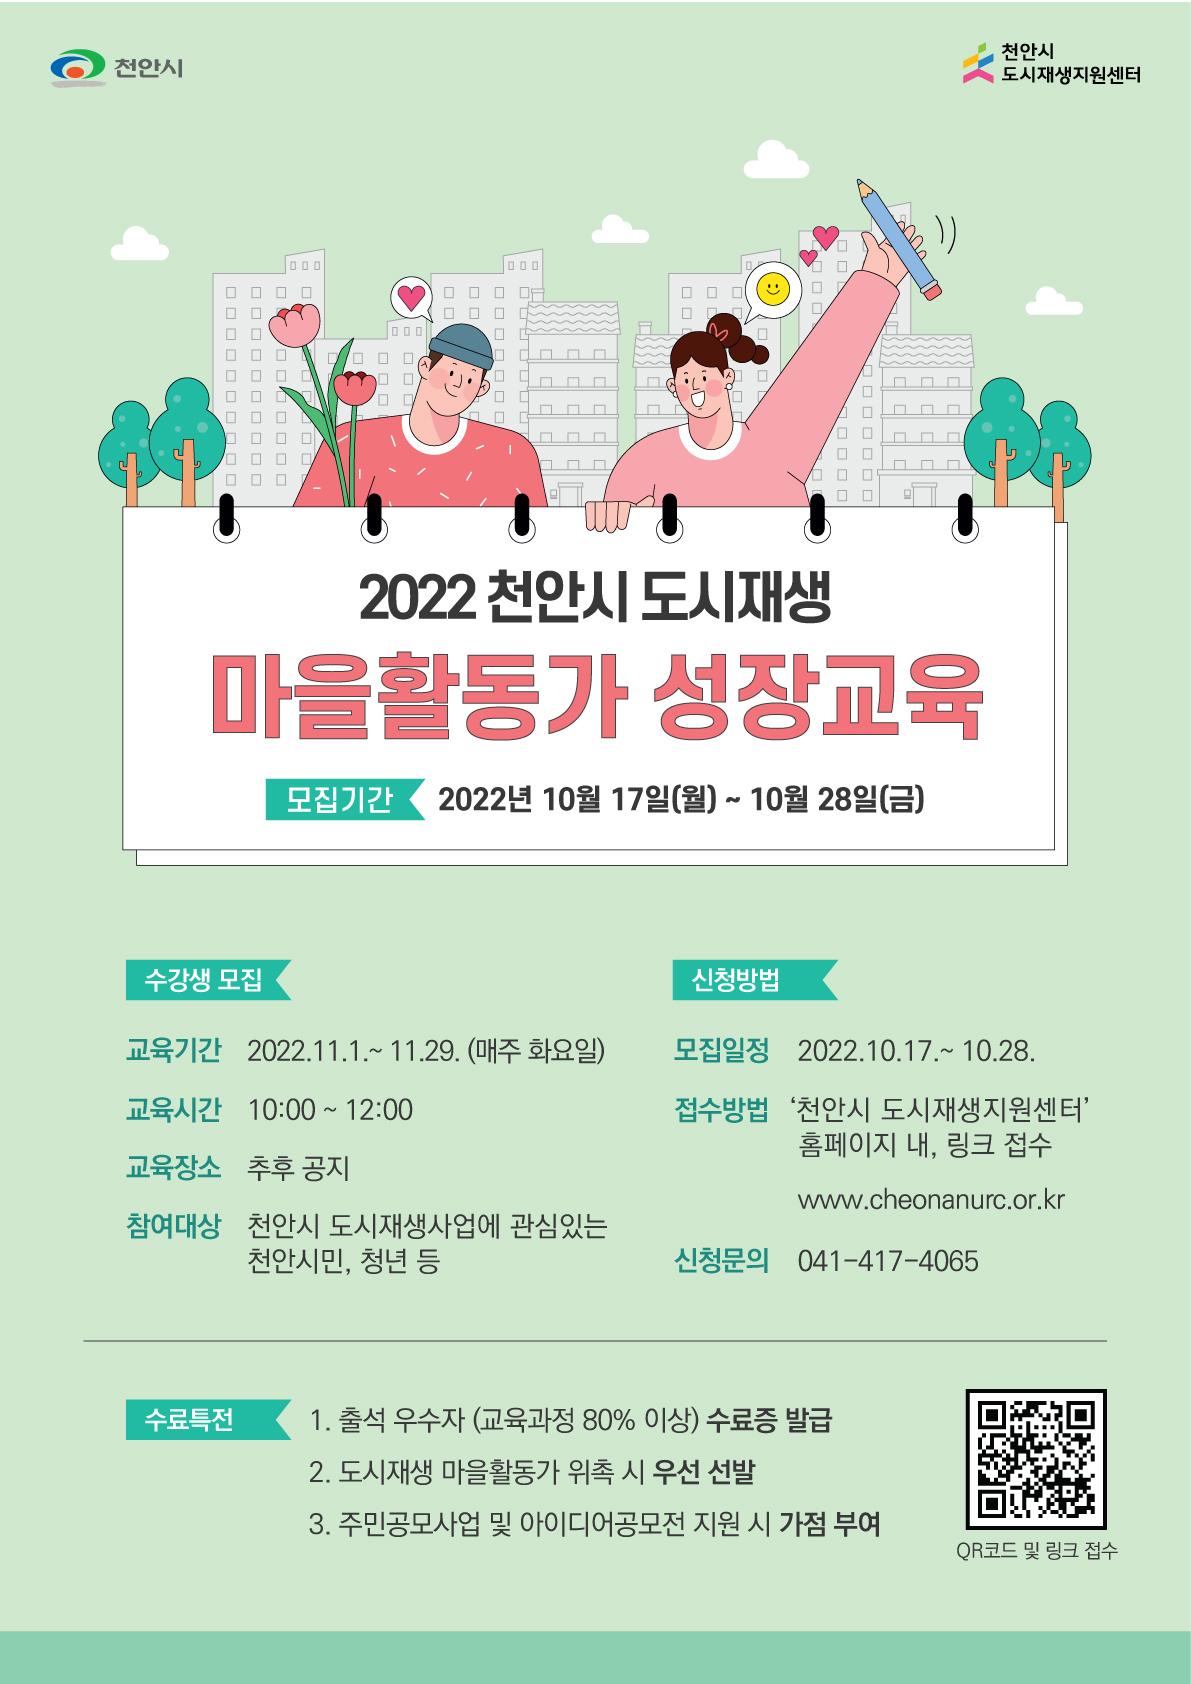 천안시
천안시
도시재생지원센터
2022 천안시 도시재생
마을활동가 성장교육
모집기간 2022년 10월 17일(월) ~ 10월 28일(금)
수강생 모집
교육기간 2022.11.1.~ 11.29. (매주 화요일)
교육시간 10:00 ~ 12:00
교육장소 추후 공지
참여대상 천안시 도시재생사업에 관심있는
천안시민, 청년 등
신청방법
모집일정 2022.10.17.~ 10.28.
접수방법 ‘천안시 도시재생지원센터’
홈페이지 내, 링크 접수
www.cheonanurc.or.kr
신청문의 041-417-4065
수료특전 1. 출석 우수자 (교육과정 80% 이상) 수료증 발급
2. 도시재생 마을활동가 위촉 시 우선 선발
3. 주민공모사업 및 아이디어공모전 지원 시 가점 부여
QR코드 및 링크 접수